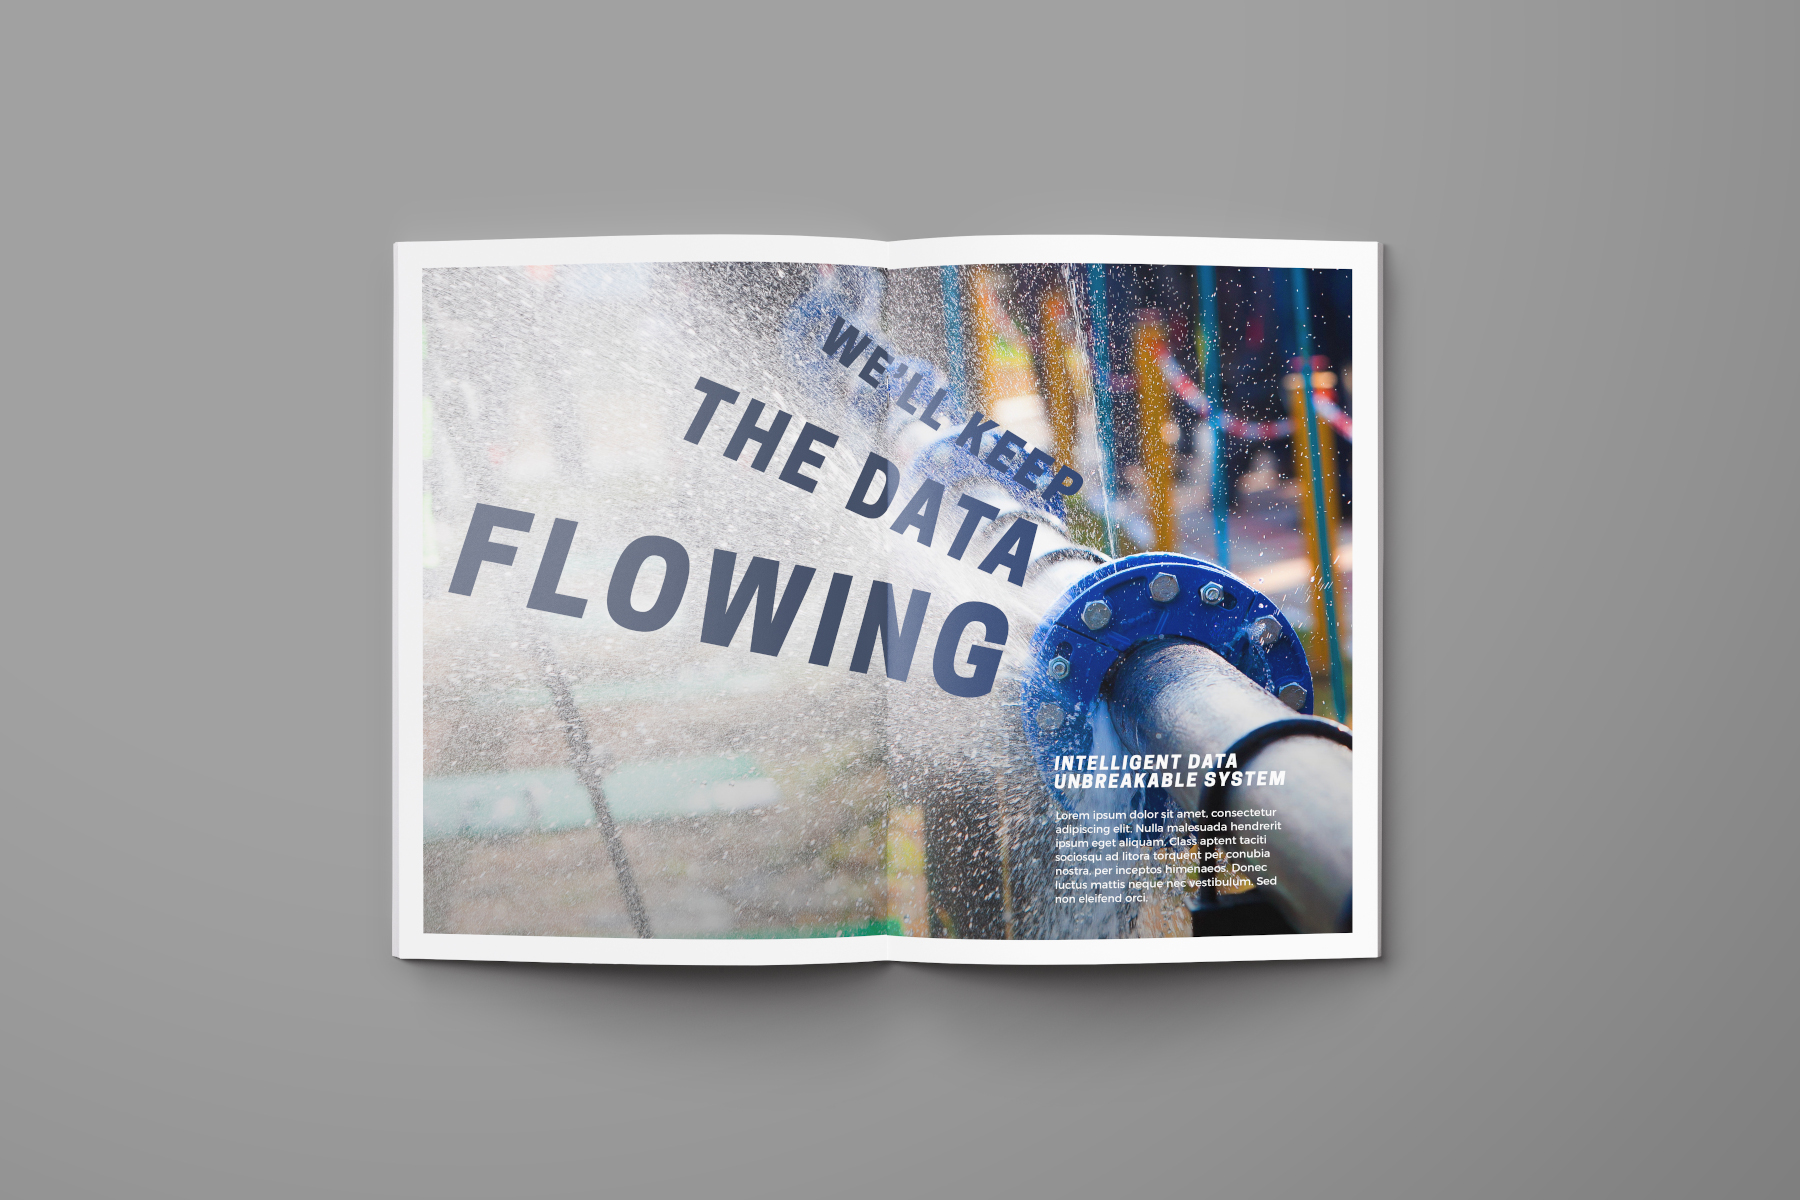 WE'LL KEEP
THE DATA
FLOWING
INTELLIGENT DATA
UNBREAKABLE SYSTEM
Lorem ipsum dolor sit amet, consectetur
adipiscing elit. Nulla malesuada hendrerit
ipsum eget aliquam. Class aptent taciti
sociosqu ad litora torquent per conubia
nostra, per inceptos himenaeos. Donec
luctus mattis neque nec vestibulum. Sed
non eleifend orci.